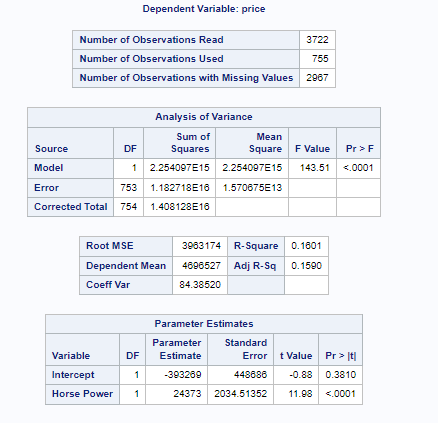 Dependent Variable: price
Number of Observations Read 3722
Number of Observations Used 755
Number of Observations with Missing Values 2967
Analysis of Variance
Source DF Sum of Squares Mean Square F Value Pr > F
Model 1 2.254097E15 2.254097E15 143.51 <.0001
Error 753 1.182718E16 1.570675E13
Corrected Total 754 1.408128E16
Root MSE 3963174 R-Square 0.1601
Dependent Mean 4696527 Adj R-Sq 0.1590
Coeff Var 84.38520
Parameter Estimates
Variable DF Parameter Estimate Standard Error t Value Pr > |t|
Intercept 1 -393269 448686 -0.88 0.3810
Horse Power 1 24373 2034.51352 11.98 <.0001